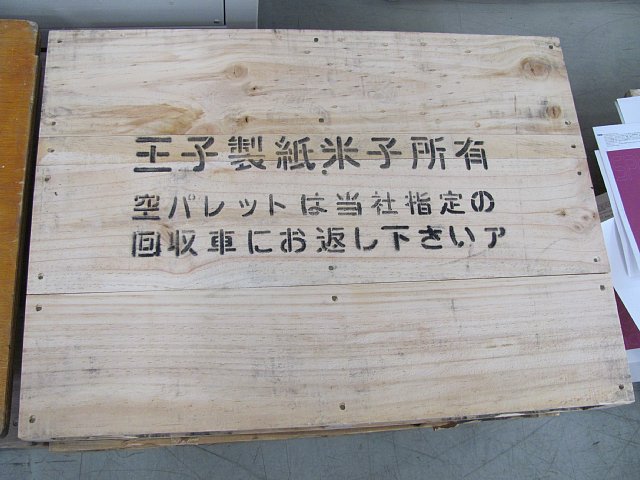 王子製紙米子所有
空パレットは当社指定の
回収車にお返し下さいア